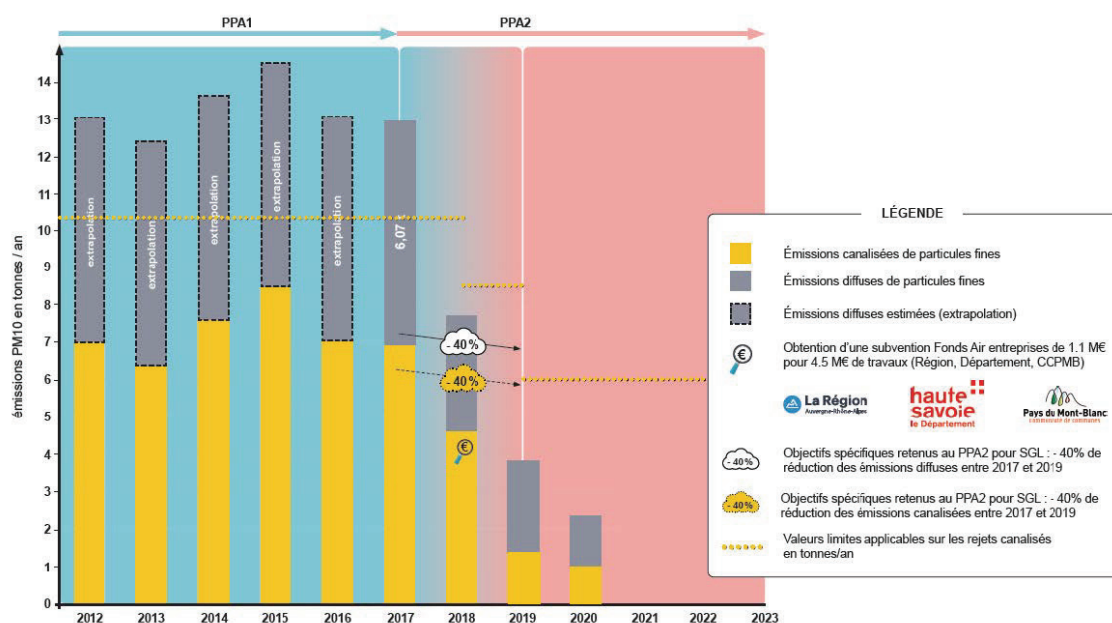 PPA1
PPA2
émissions PM10 en tonnes / an
14
13
12
11
10
9
8
7
6
5
4
3
2
1
0
extrapolation
extrapolation
extrapolation
extrapolation
extrapolation
6,07
- 40%
- 40%
€
2012
2013
2014
2015
2016
2017
2018
2019
2020
2021
2022
2023
LÉGENDE
Émissions canalisées de particules fines
Émissions diffuses de particules fines
Émissions diffuses estimées (extrapolation)
€
Obtention d'une subvention Fonds Air entreprises de 1.1 M€
pour 4.5 M€ de travaux (Région, Département, CCPMB)
La Région
Auvergne-Rhône-Alpes
haute
savoie
le Département
Pays du Mont-Blanc
communauté de communes
- 40%
Objectifs spécifiques retenus au PPA2 pour SGL : - 40% de
réduction des émissions diffuses entre 2017 et 2019
- 40%
Objectifs spécifiques retenus au PPA2 pour SGL : - 40% de
réduction des émissions canalisées entre 2017 et 2019
Valeurs limites applicables sur les rejets canalisés
en tonnes/an